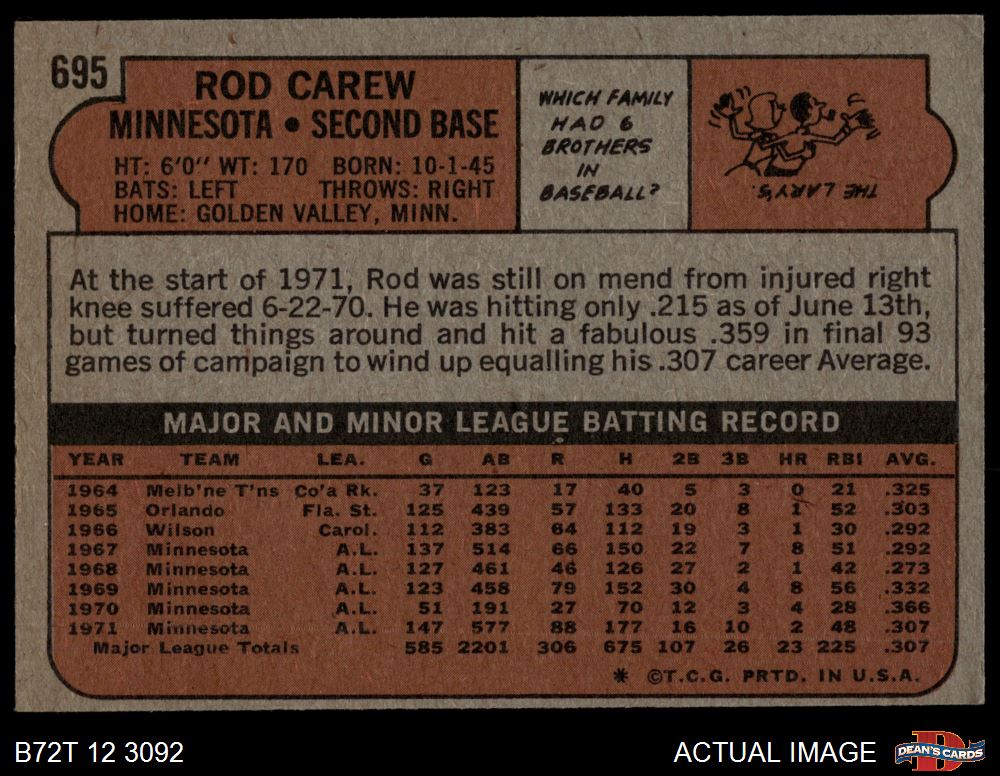 695
ROD CAREW
MINNESOTA • SECOND BASE
HT: 6'0" WT: 170 BORN: 10-1-45
BATS: LEFT THROWS: RIGHT
HOME: GOLDEN VALLEY, MINN.
WHICH FAMILY
HAD 6
BROTHERS
IN
BASEBALL?
THE LARYS.
At the start of 1971, Rod was still on mend from injured right
knee suffered 6-22-70. He was hitting only .215 as of June 13th,
but turned things around and hit a fabulous .359 in final 93
games of campaign to wind up equalling his .307 career Average.
MAJOR AND MINOR LEAGUE BATTING RECORD
YEAR TEAM LEA. G AB R H 2B 3B HR RBI AVG.
1964 Melb'ne T'ns Co'a Rk. 37 123 17 40 5 3 0 21 .325
1965 Orlando Fla. St. 125 439 57 133 20 8 1 52 .303
1966 Wilson Carol. 112 383 64 112 19 3 1 30 .292
1967 Minnesota A.L. 137 514 66 150 22 7 8 51 .292
1968 Minnesota A.L. 127 461 46 126 27 2 1 42 .273
1969 Minnesota A.L. 123 458 79 152 30 4 8 56 .332
1970 Minnesota A.L. 51 191 27 70 12 3 4 28 .366
1971 Minnesota A.L. 147 577 88 177 16 10 2 48 .307
Major League Totals 585 2201 306 675 107 26 23 225 .307
* ©T.C.G. PRTD. IN U.S.A.
B72T 12 3092
ACTUAL IMAGE
DEAN'S CARDS